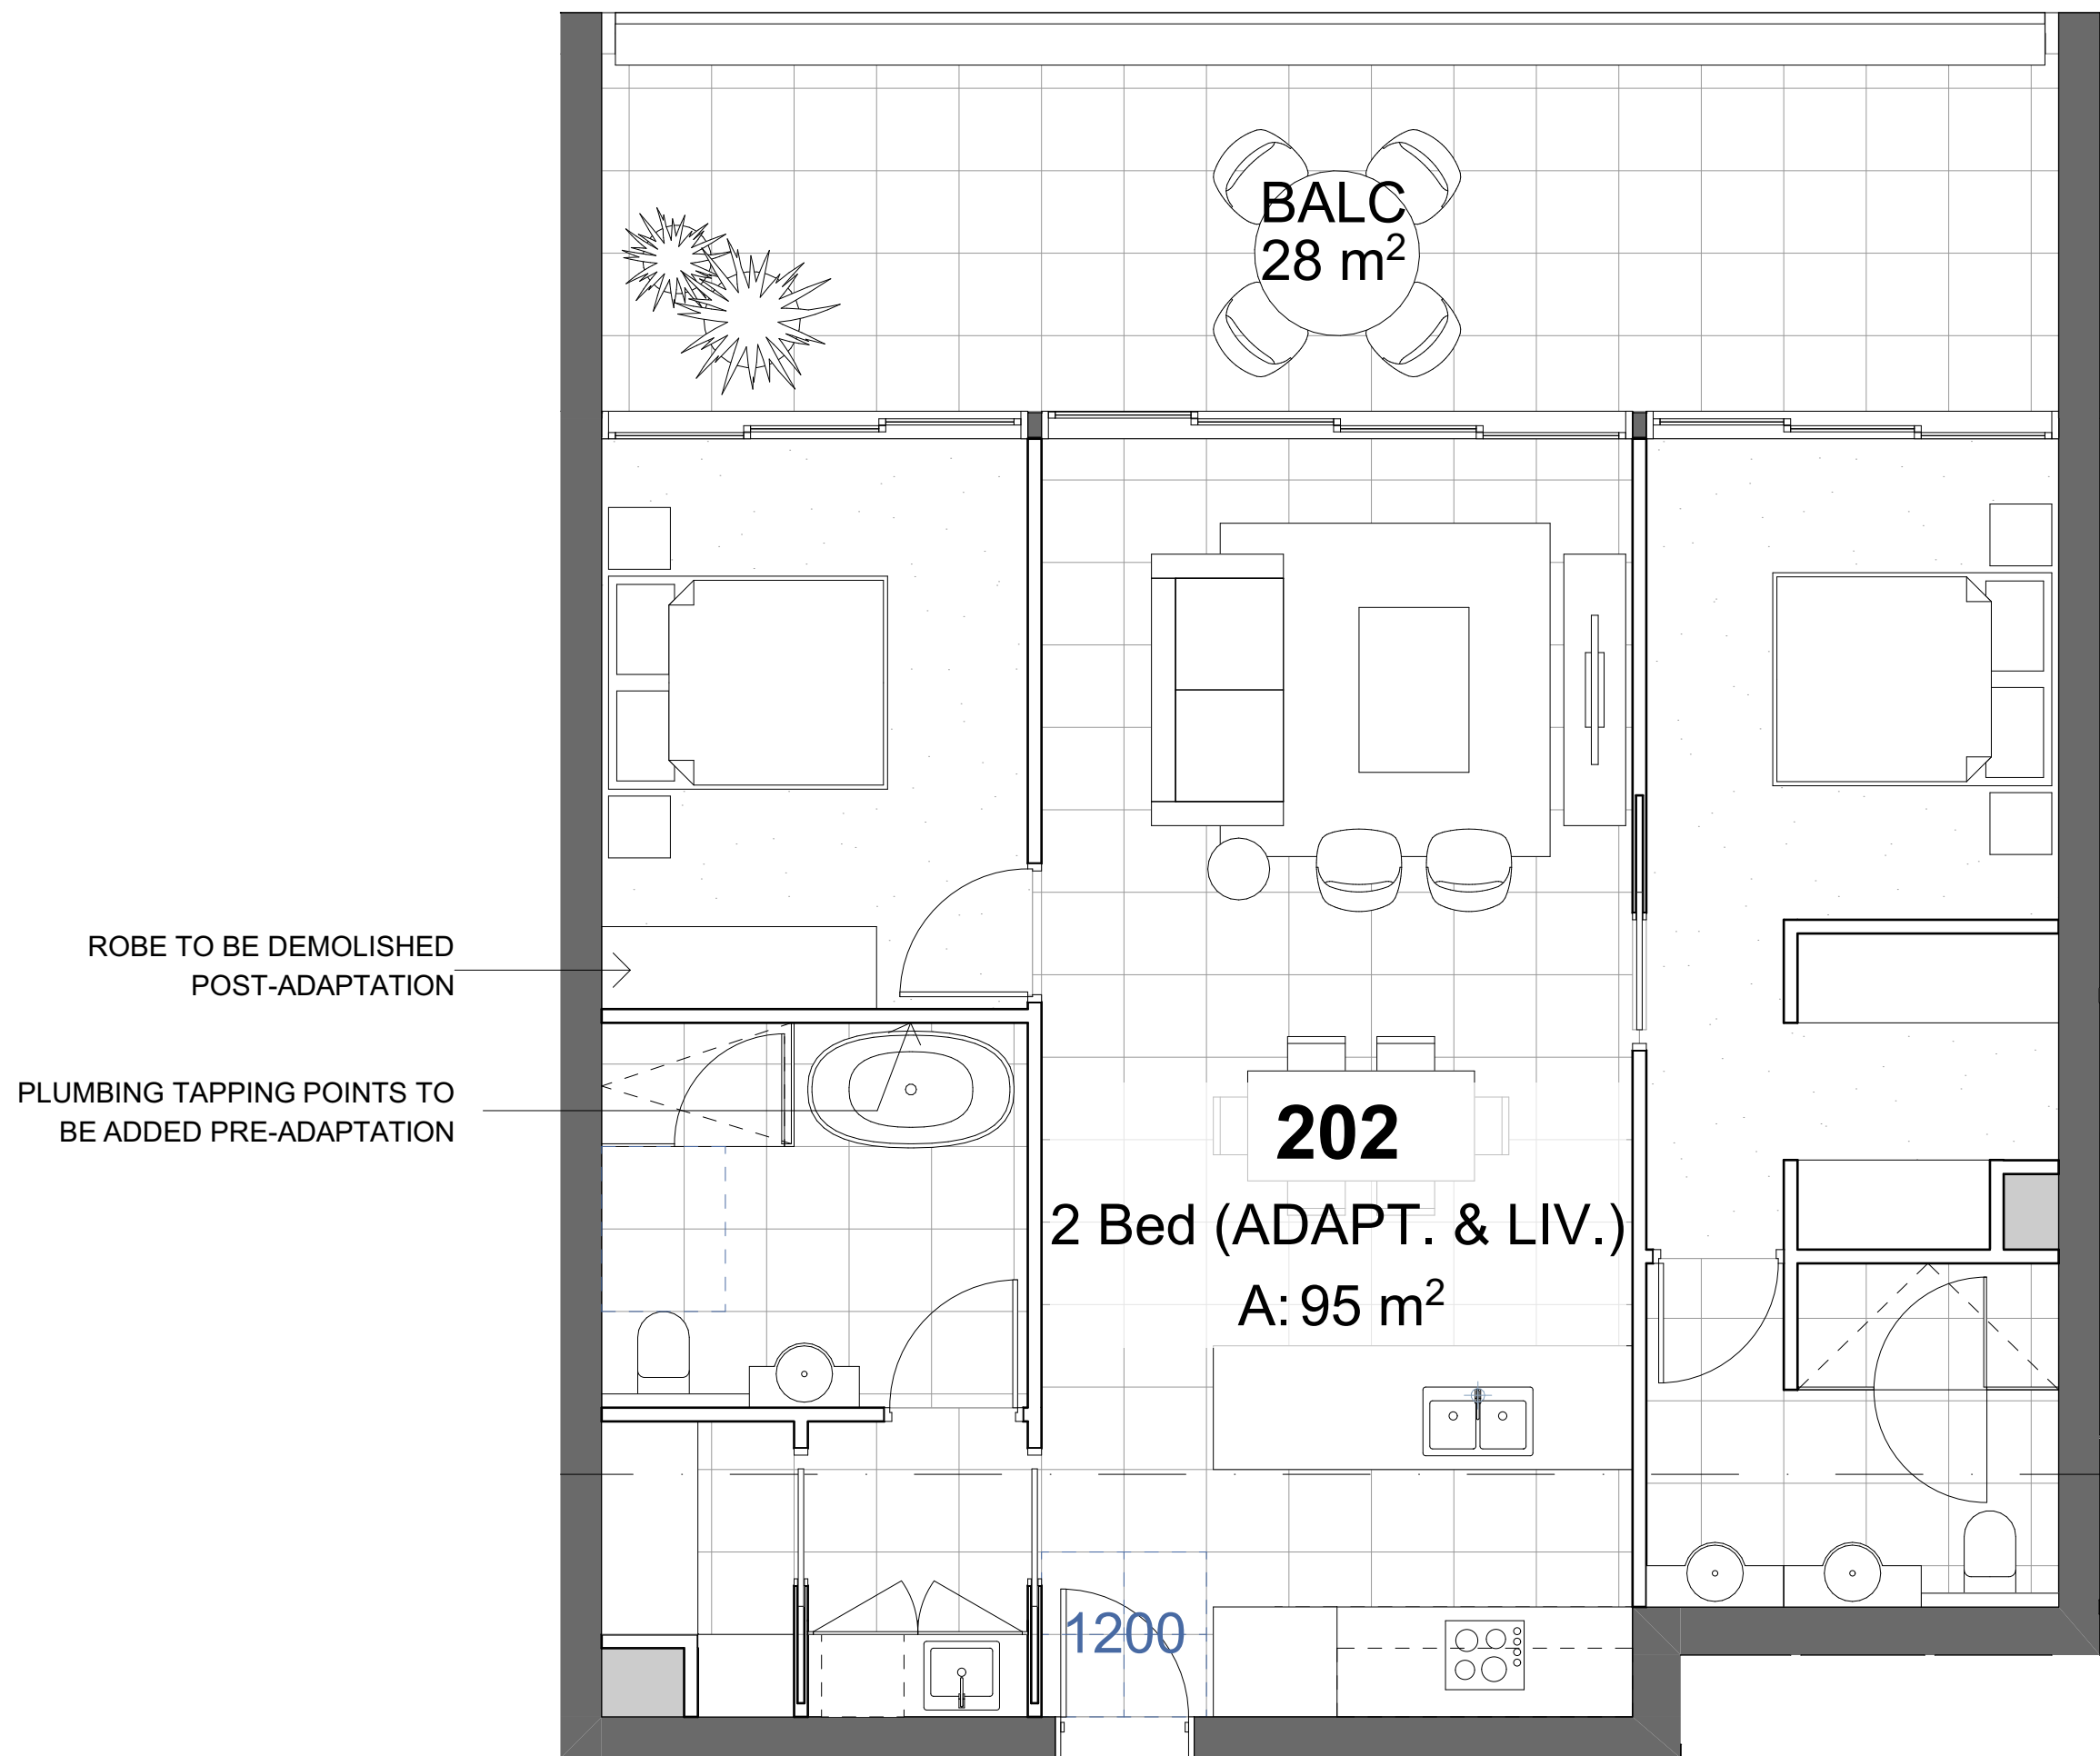 BALC
28 m²
ROBE TO BE DEMOLISHED
POST-ADAPTATION
PLUMBING TAPPING POINTS TO
BE ADDED PRE-ADAPTATION
202
2 Bed (ADAPT. & LIV.)
A: 95 m²
1200